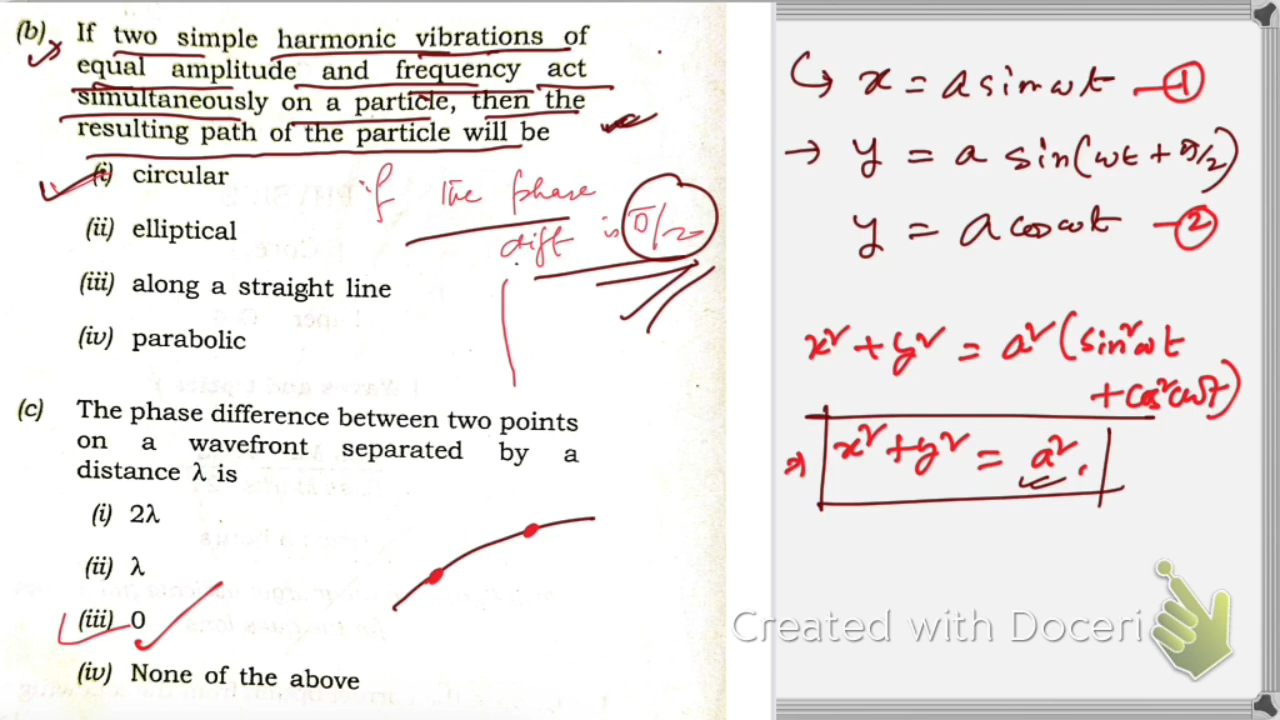 (b) If two simple harmonic vibrations of
equal amplitude and frequency act
simultaneously on a particle, then the
resulting path of the particle will be
(i) circular
if the phase
diff is π/2
(ii) elliptical
(iii) along a straight line
(iv) parabolic
(c) The phase difference between two points
on a wavefront separated by a
distance λ is
(i) 2λ
(ii) λ
(iii) 0
(iv) None of the above
x = a sin ωt —①
→ y = a sin(ωt + π/2)
y = a cos ωt —②
x² + y² = a² (sin²ωt
+ cos²ωt)
⇒ x² + y² = a².
Created with Doceri